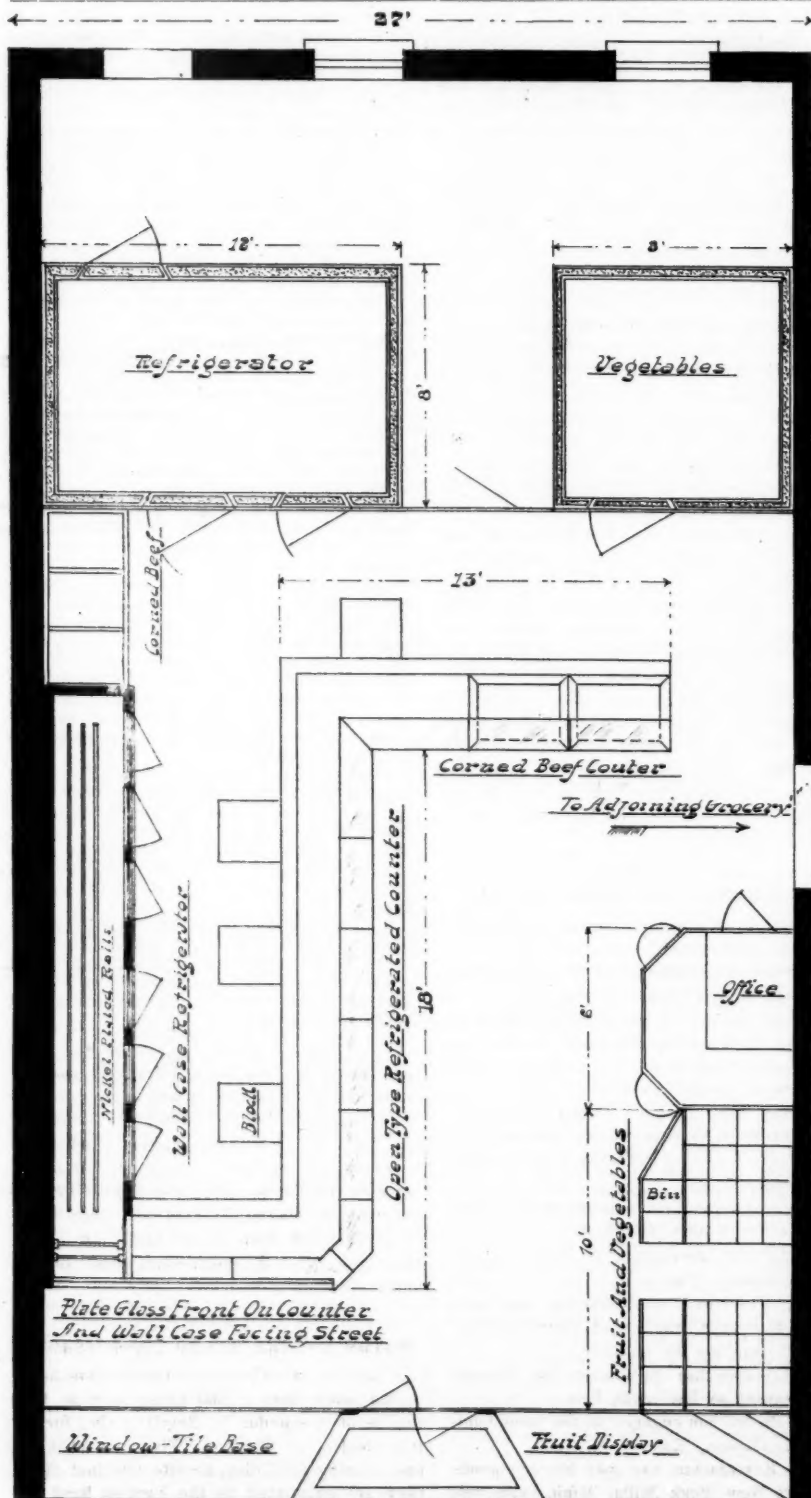 27'
12'
8'
Refrigerator
8'
Vegetables
Corned Beef
13'
Corned Beef Couter
To Adjoining Grocery
Nickel Plated Rails
Wall Case Refrigerator
Block
Open Type Refrigerated Counter
18'
6'
Office
Fruit And Vegetables
10'
Bin
Plate Glass Front On Counter
And Wall Case Facing Street
Window-Tile Base
Fruit Display